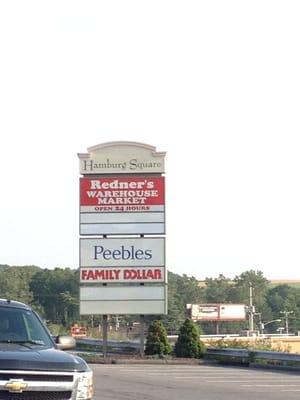 Hamburg Square
Redner's
WAREHOUSE
MARKET
OPEN 24 HOURS
Peebles
FAMILY DOLLAR